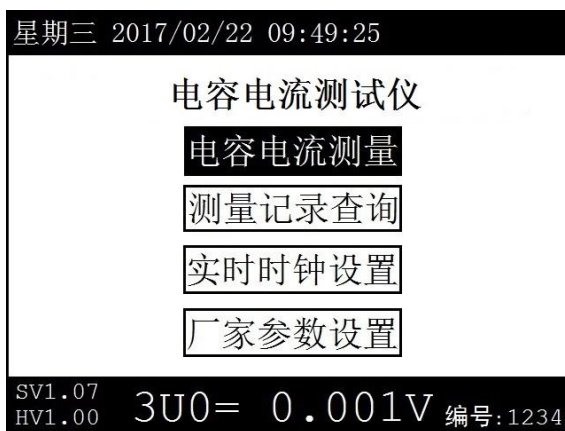 星期三 2017/02/22 09:49:25
电容电流测试仪
电容电流测量
测量记录查询
实时时钟设置
厂家参数设置
SV1.07
HV1.00
3U0= 0.001V
编号:1234